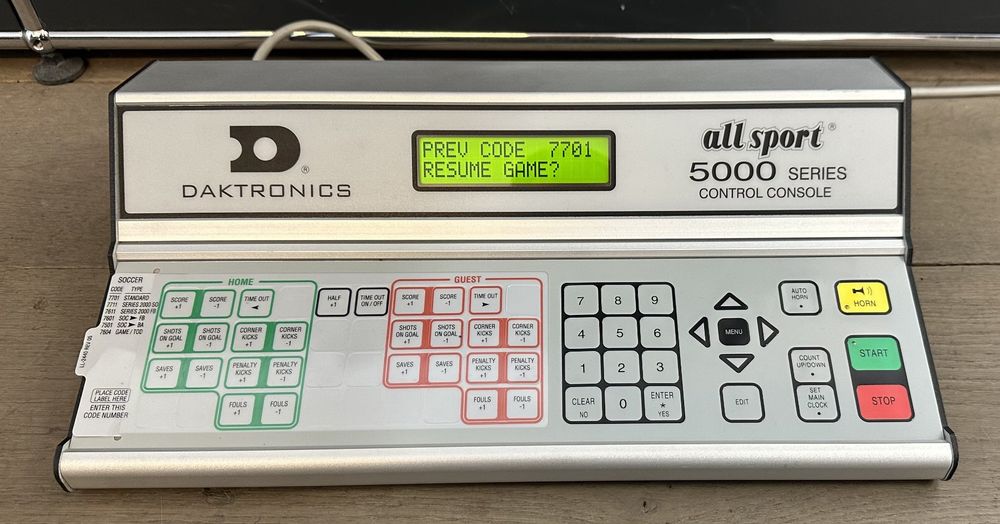 DAKTRONICS
®
PREV CODE 7701
RESUME GAME?
all sport®
5000 SERIES
CONTROL CONSOLE
SOCCER
CODE TYPE
7701 STANDARD
7711 SERIES 2000 SO
7611 SERIES 2000 FB
7601 SOC ► FB
7501 SOC ► BA
7604 GAME / TOD
LL-2440 REV 05
PLACE CODE
LABEL HERE
ENTER THIS
CODE NUMBER
HOME
SCORE
+1
SCORE
-1
TIME OUT
◄
SHOTS
ON GOAL
+1
SHOTS
ON GOAL
-1
CORNER
KICKS
+1
CORNER
KICKS
-1
SAVES
+1
SAVES
-1
PENALTY
KICKS
+1
PENALTY
KICKS
-1
FOULS
+1
FOULS
-1
HALF
+1
TIME OUT
ON / OFF
GUEST
SCORE
+1
SCORE
-1
TIME OUT
►
SHOTS
ON GOAL
+1
SHOTS
ON GOAL
-1
CORNER
KICKS
+1
CORNER
KICKS
-1
SAVES
+1
SAVES
-1
PENALTY
KICKS
+1
PENALTY
KICKS
-1
FOULS
+1
FOULS
-1
7 8 9
4 5 6
1 2 3
CLEAR
NO
0
ENTER
*
YES
MENU
EDIT
AUTO
HORN
HORN
COUNT
UP/DOWN
SET
MAIN
CLOCK
START
STOP